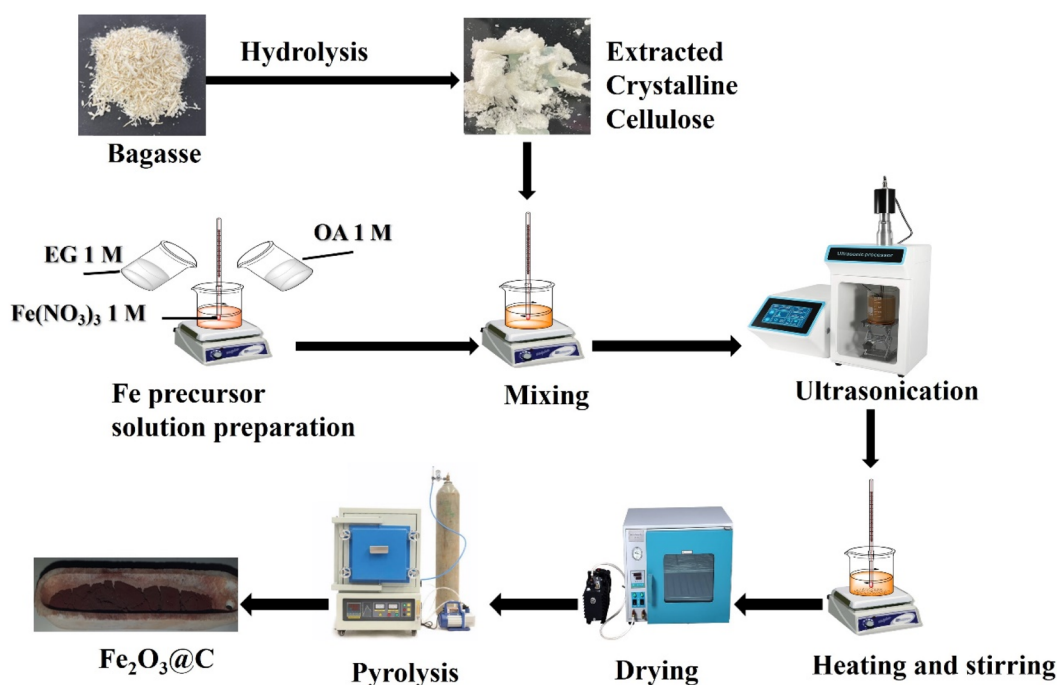 Hydrolysis
Bagasse
Extracted
Crystalline
Cellulose
EG 1 M
OA 1 M
Fe(NO₃)₃ 1 M
Fe precursor
solution preparation
Mixing
Ultrasonic processor
Ultrasonication
Heating and stirring
Drying
Pyrolysis
Fe₂O₃@C